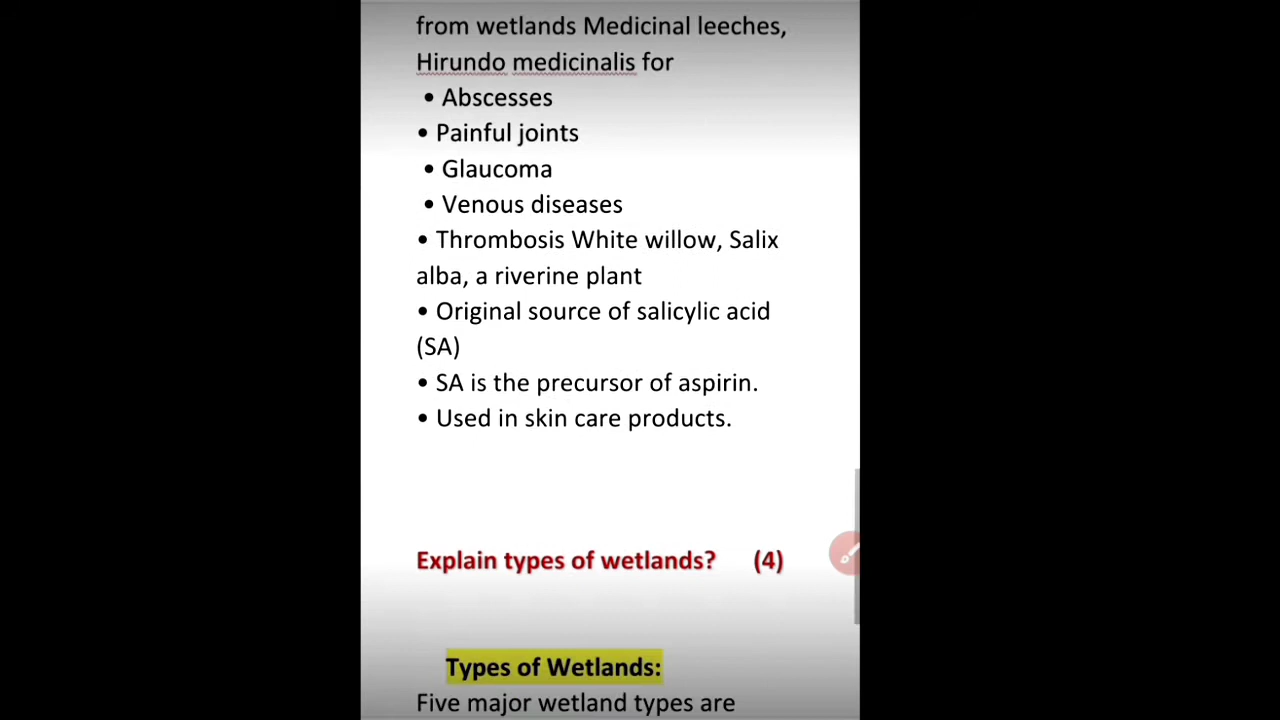 from wetlands Medicinal leeches,
Hirundo medicinalis for
• Abscesses
• Painful joints
• Glaucoma
• Venous diseases
• Thrombosis White willow, Salix
alba, a riverine plant
• Original source of salicylic acid
(SA)
• SA is the precursor of aspirin.
• Used in skin care products.
Explain types of wetlands? (4)
Types of Wetlands:
Five major wetland types are